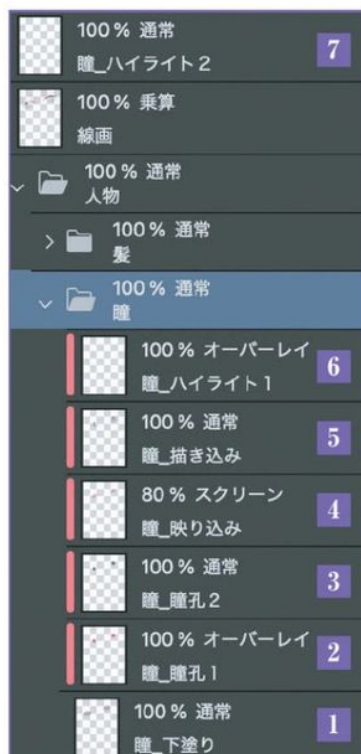 100% 通常
7
瞳_ハイライト2
100% 乗算
線画
100% 通常
人物
100% 通常
髪
100% 通常
瞳
100% オーバーレイ
6
瞳_ハイライト1
100% 通常
5
瞳_描き込み
80% スクリーン
4
瞳_映り込み
100% 通常
3
瞳_瞳孔2
100% オーバーレイ
2
瞳_瞳孔1
100% 通常
1
瞳_下塗り